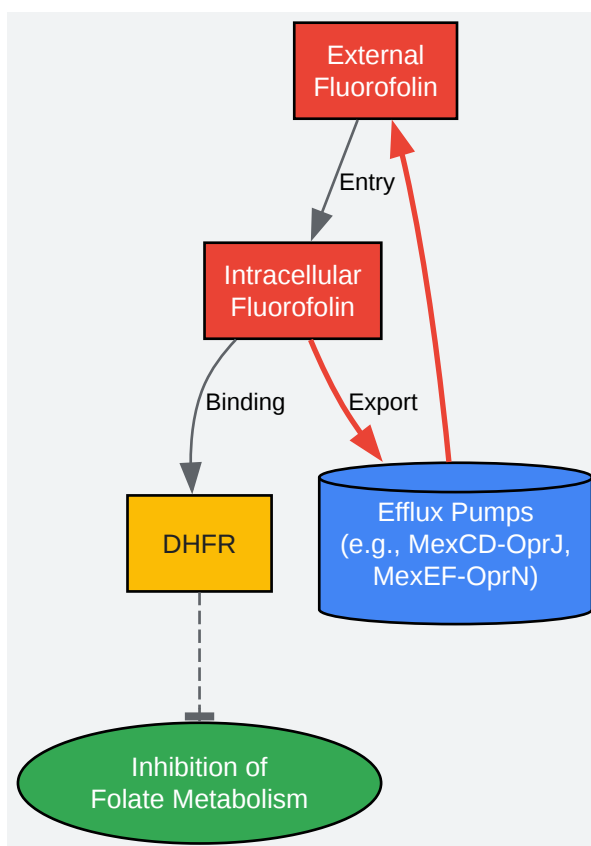 External
Fluorofolin
Entry
Intracellular
Fluorofolin
Binding
Export
Efflux Pumps
(e.g., MexCD-OprJ,
MexEF-OprN)
DHFR
Inhibition of
Folate Metabolism